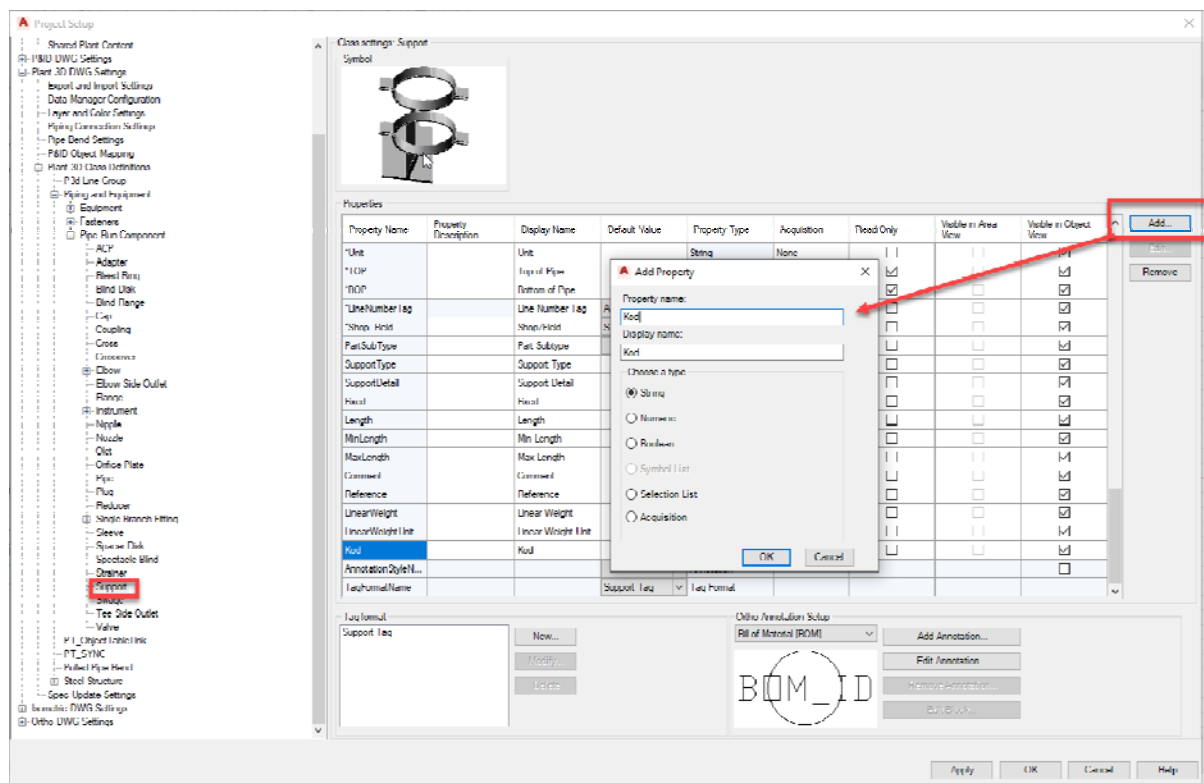 Project Setup
Shared Plant Content
P&ID DWG Settings
Plant 3D DWG Settings
Export and Import Settings
Data Manager Configuration
Layer and Color Settings
Piping Connection Settings
Pipe Bend Settings
P&ID Object Mapping
Plant 3D Class Definitions
P3d Line Group
Piping and Equipment
Equipment
Fasteners
Pipe Run Component
ACP
Adapter
Bleed Ring
Blind Disk
Blind Flange
Cap
Coupling
Cross
Crossover
Elbow
Elbow Side Outlet
Flange
Instrument
Nipple
Nozzle
Olet
Orifice Plate
Pipe
Plug
Reducer
Single Branch Fitting
Sleeve
Spacer Disk
Spectacle Blind
Strainer
Support
Swage
Tee Side Outlet
Valve
PT_ObjectTableLink
PT_SYNC
Pulled Pipe Bend
Steel Structure
Spec Update Settings
Isometric DWG Settings
Ortho DWG Settings
Class settings: Support
Symbol
Properties
Property Name Property Description Display Name Default Value Property Type Acquisition Read Only Visible in Area View Visible in Object View
*Unit Unit String None
*TOP Top of Pipe
*BOP Bottom of Pipe
*LineNumberTag Line Number Tag A
*Shop_Field Shop/Field S
PartSubType Part Subtype
SupportType Support Type
SupportDetail Support Detail
Fixed Fixed
Length Length
MinLength Min Length
MaxLength Max Length
Comment Comment
Reference Reference
LinearWeight Linear Weight
LinearWeightUnit Linear Weight Unit
Kod Kod
AnnotationStyleN...
TagFormatName Support Tag Tag Format
Add...
Edit...
Remove
Add Property
Property name:
Kod
Display name:
Kod
Choose a type
String
Numeric
Boolean
Symbol List
Selection List
Acquisition
OK Cancel
Tag format
Support Tag
New...
Modify...
Delete
Ortho Annotation Setup
Bill of Material [BOM]
BOM_ID
Add Annotation...
Edit Annotation
Remove Annotation...
Edit Block...
Apply OK Cancel Help